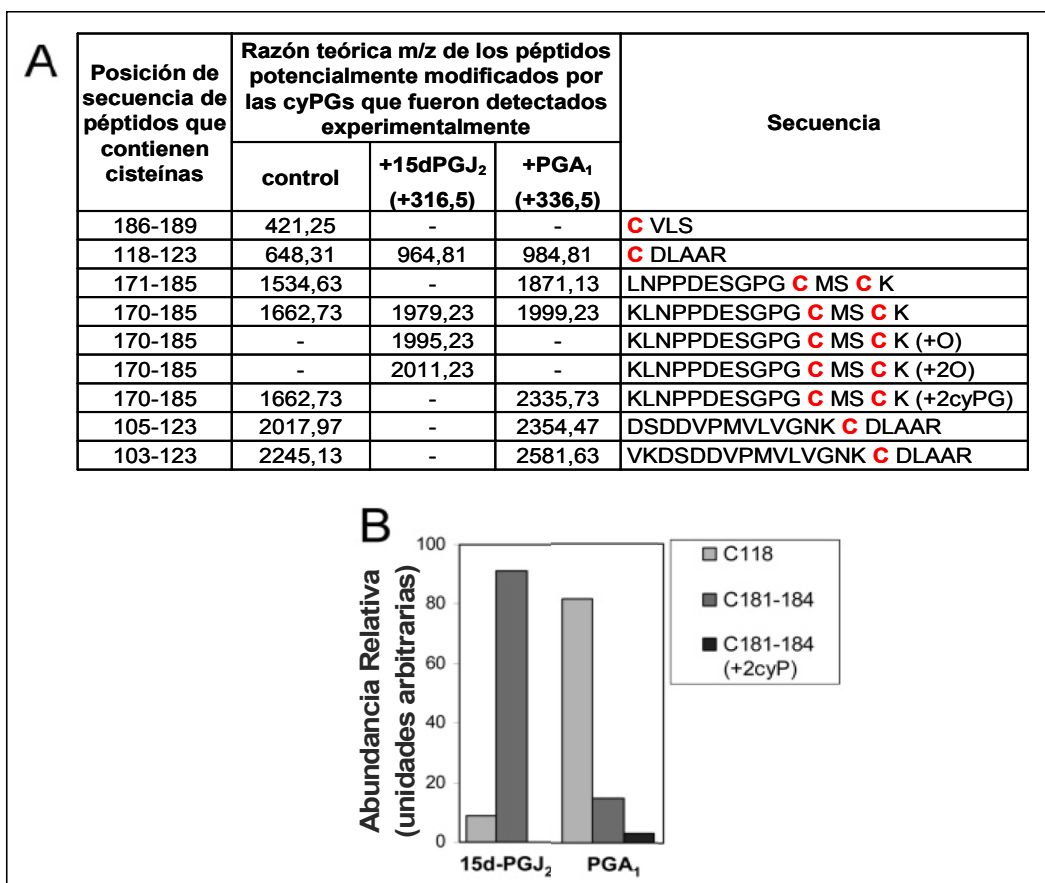 A
Posición de secuencia de péptidos que contienen cisteínas
Razón teórica m/z de los péptidos potencialmente modificados por las cyPGs que fueron detectados experimentalmente
Secuencia
control
+15dPGJ₂ (+316,5)
+PGA₁ (+336,5)
186-189 421,25 - - C VLS
118-123 648,31 964,81 984,81 C DLAAR
171-185 1534,63 - 1871,13 LNPPDESGPG C MS C K
170-185 1662,73 1979,23 1999,23 KLNPPDESGPG C MS C K
170-185 - 1995,23 - KLNPPDESGPG C MS C K (+O)
170-185 - 2011,23 - KLNPPDESGPG C MS C K (+2O)
170-185 1662,73 - 2335,73 KLNPPDESGPG C MS C K (+2cyPG)
105-123 2017,97 - 2354,47 DSDDVPMVLVGNK C DLAAR
103-123 2245,13 - 2581,63 VKDSDDVPMVLVGNK C DLAAR
B
Abundancia Relativa
(unidades arbitrarias)
100
80
60
40
20
0
15d-PGJ₂
PGA₁
C118
C181-184
C181-184
(+2cyP)